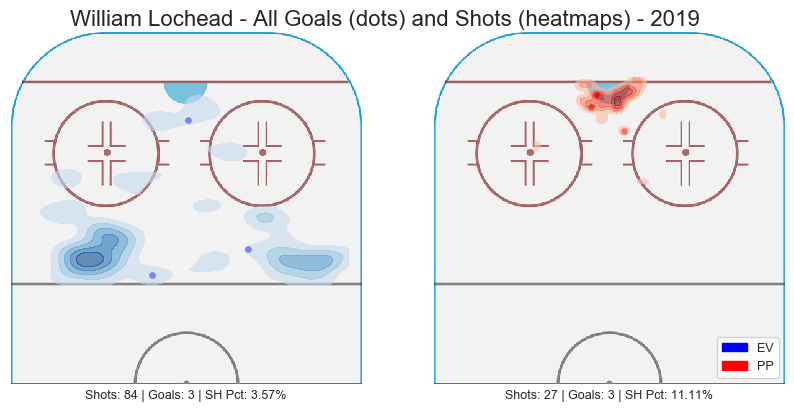 William Lochead - All Goals (dots) and Shots (heatmaps) - 2019
EV
PP
Shots: 84 | Goals: 3 | SH Pct: 3.57%
Shots: 27 | Goals: 3 | SH Pct: 11.11%